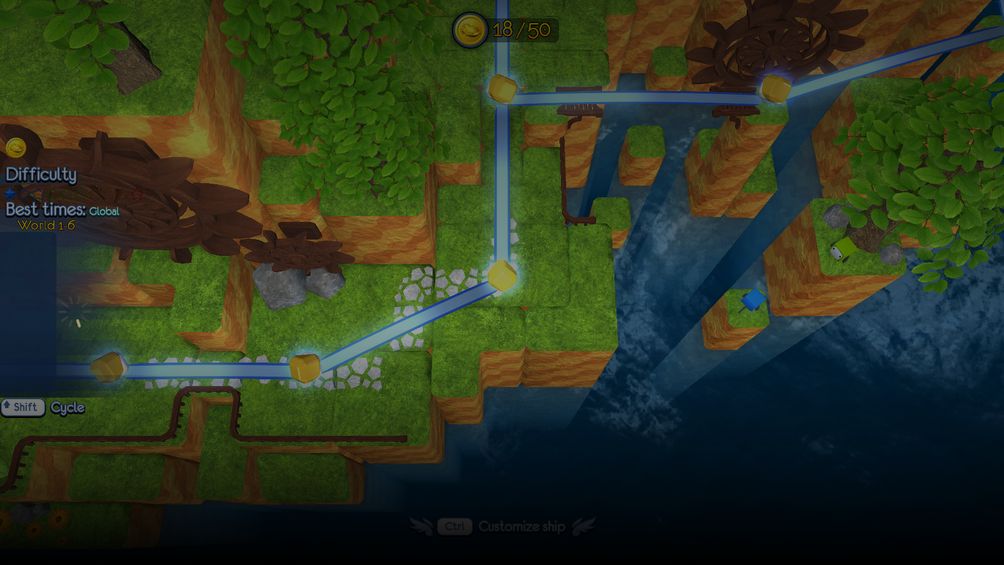 18/50
Difficulty
Best times: Global
World 1 6
Shift Cycle
Ctrl Customize ship